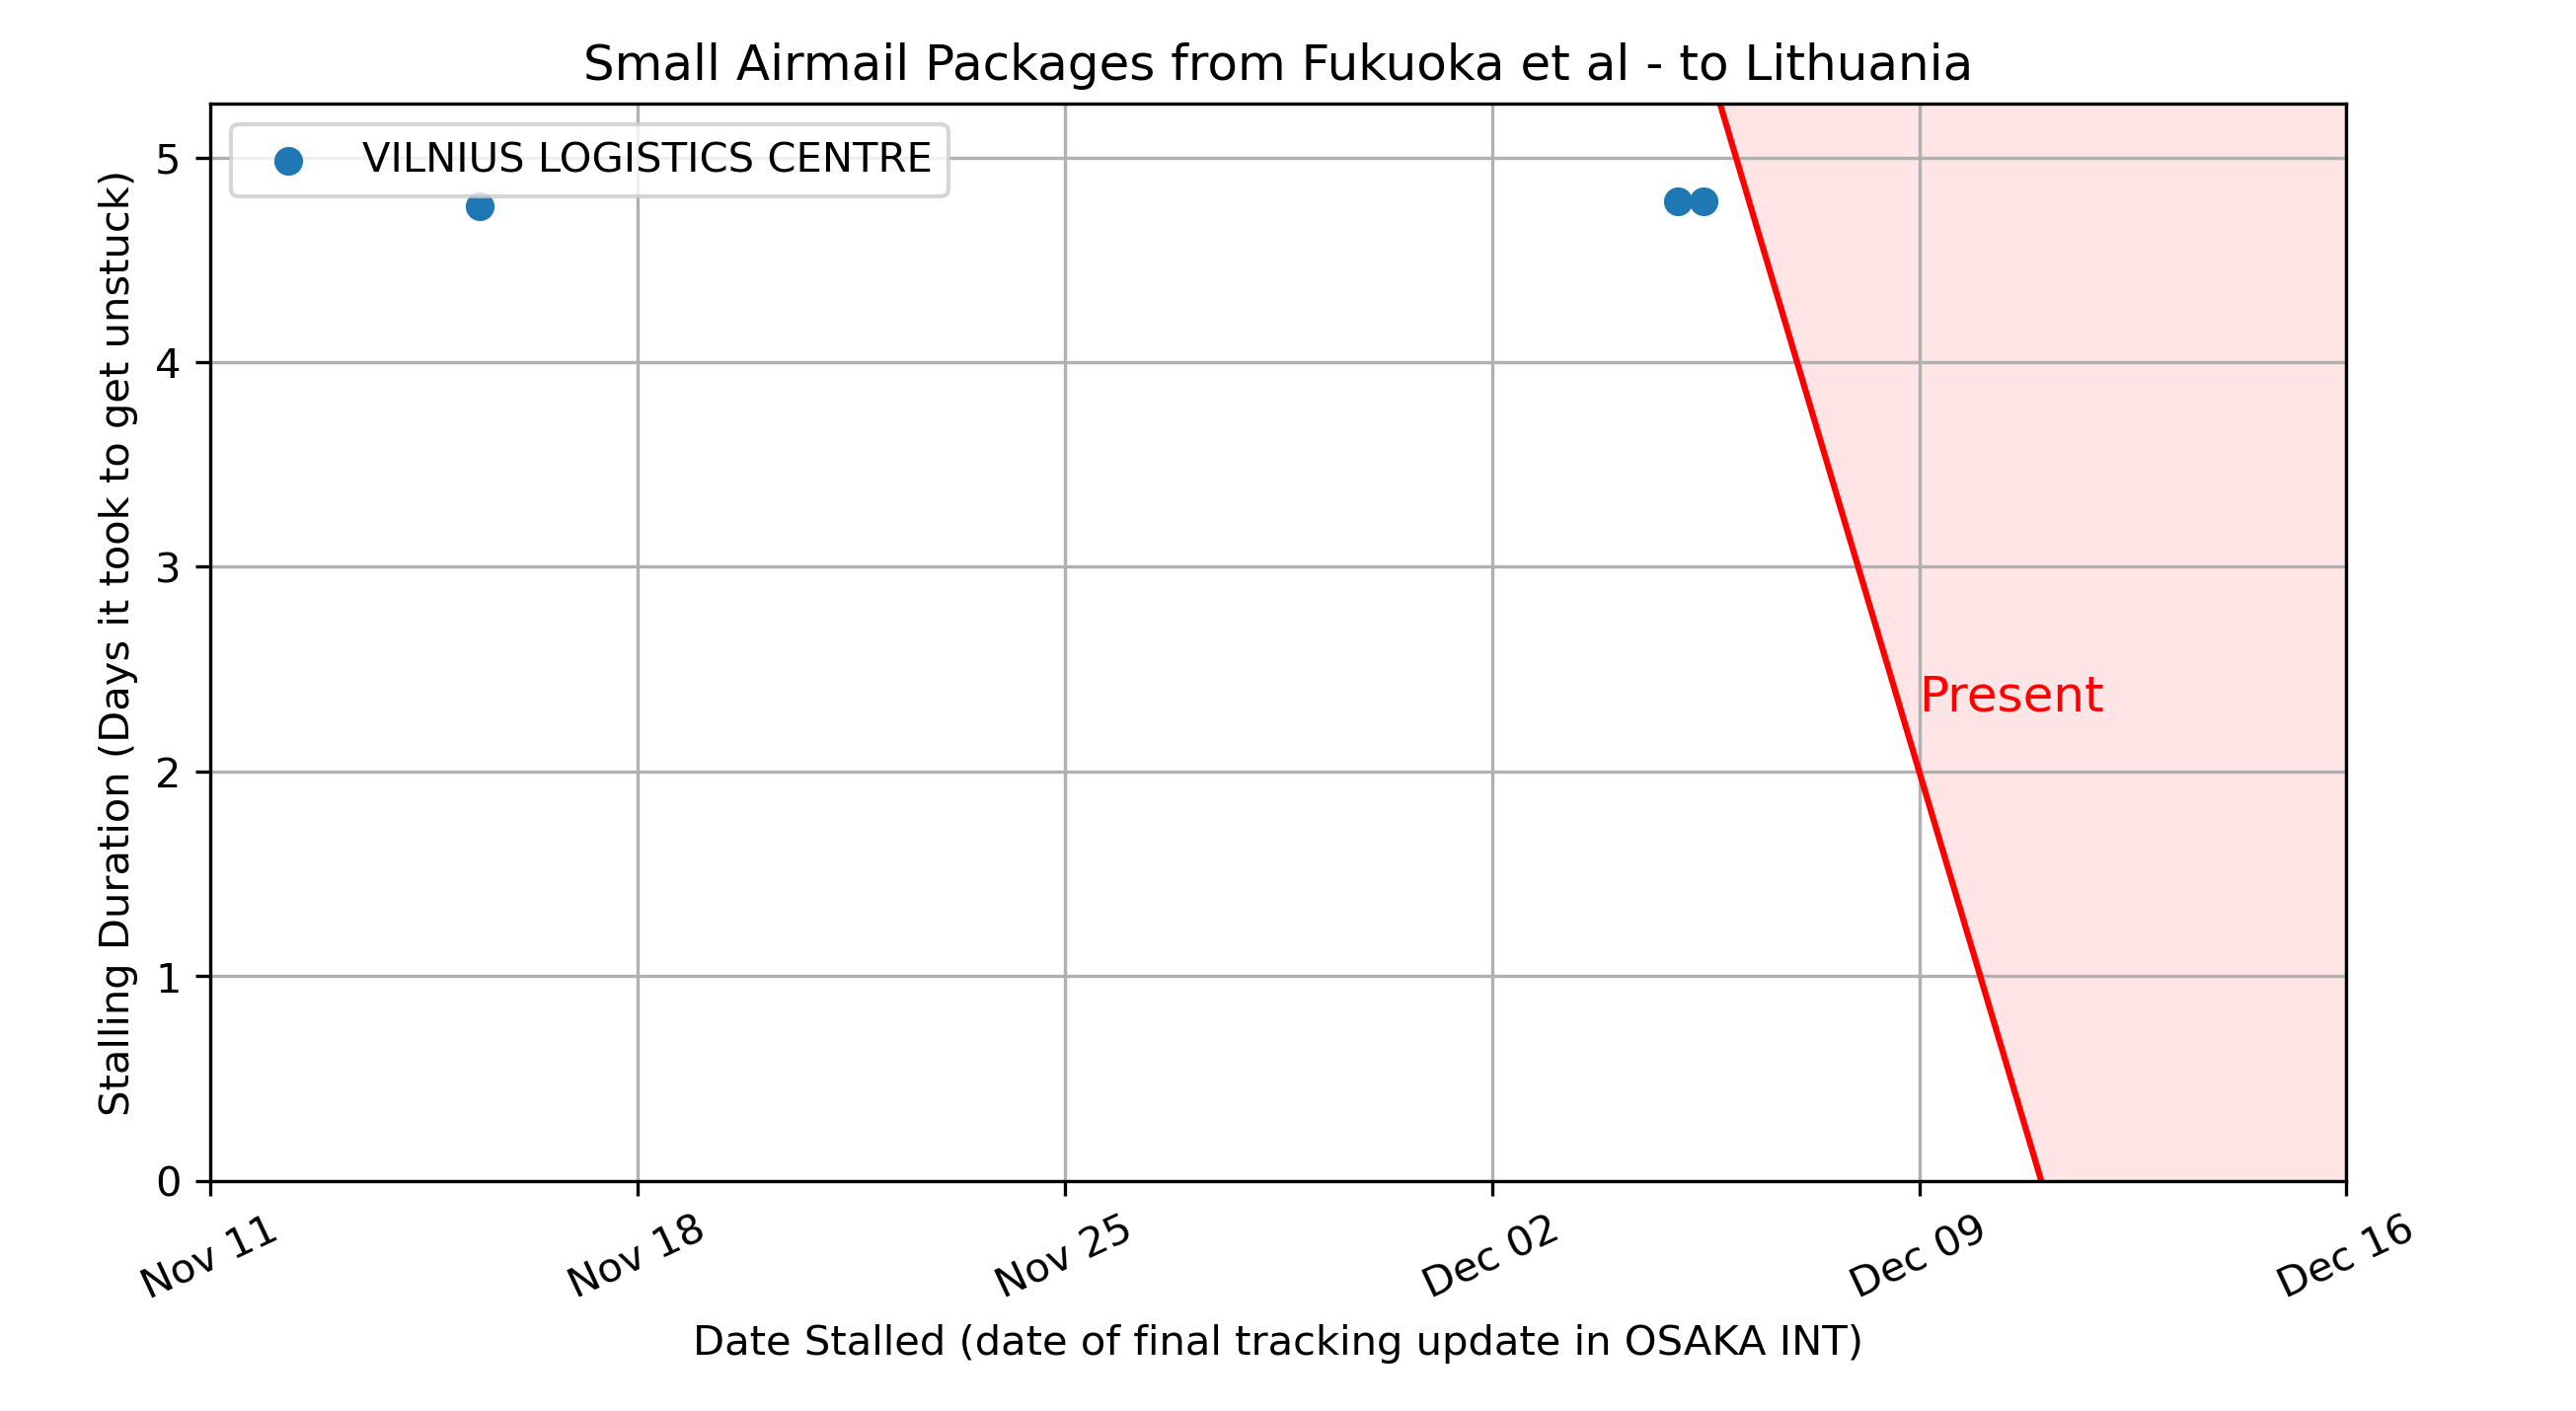 Small Airmail Packages from Fukuoka et al - to Lithuania
VILNIUS LOGISTICS CENTRE
Stalling Duration (Days it took to get unstuck)
5
4
3
2
1
0
Present
Nov 11
Nov 18
Nov 25
Dec 02
Dec 09
Dec 16
Date Stalled (date of final tracking update in OSAKA INT)